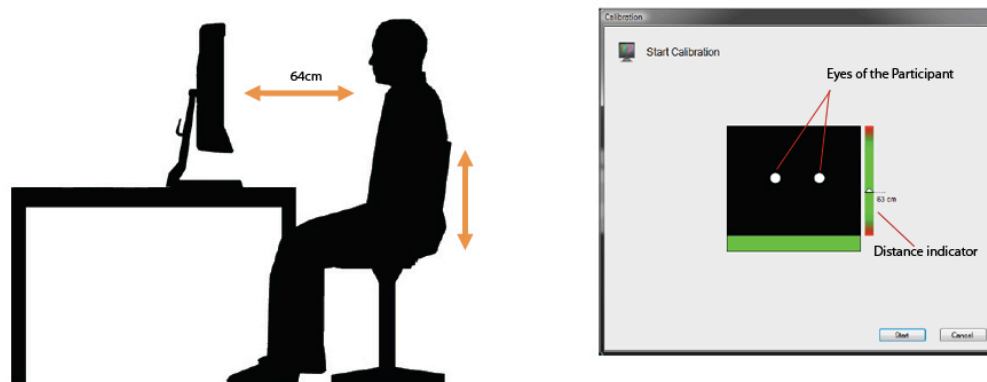 64cm
Calibration
Start Calibration
Eyes of the Participant
63 cm
Distance indicator
Start
Cancel